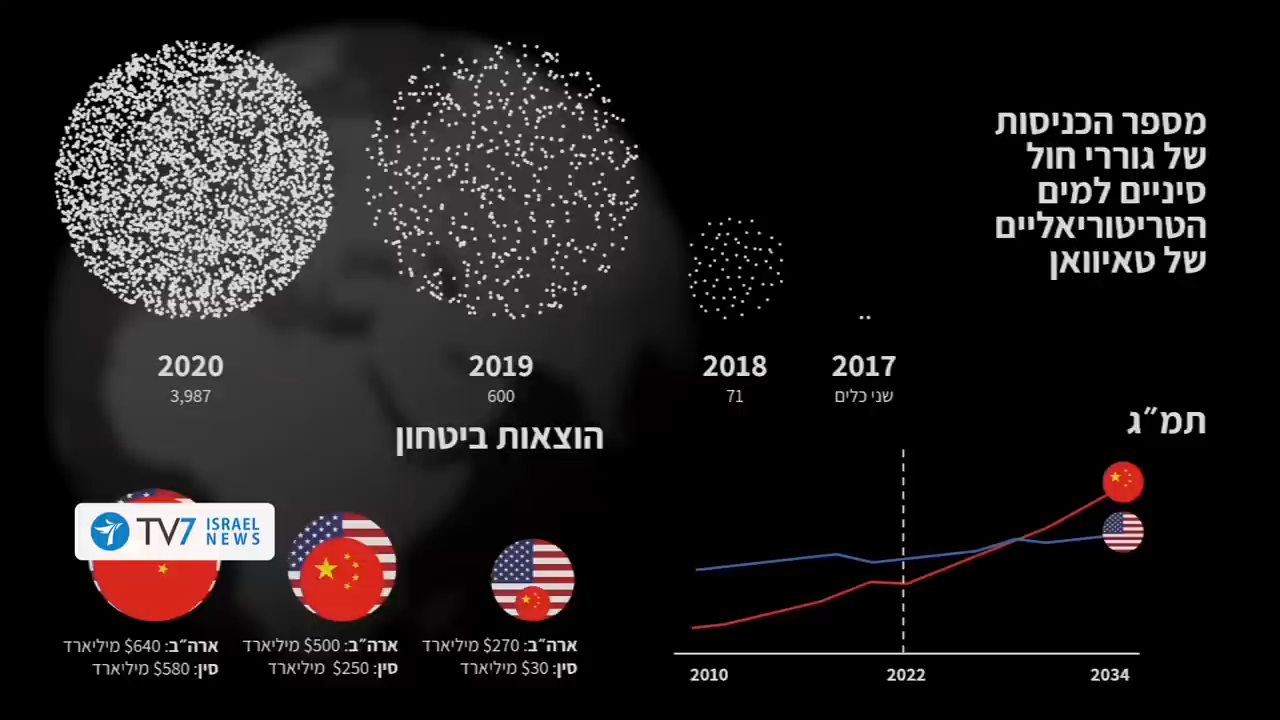 מספר הכניסות
של גוררי חול
סיניים למים
הטריטוריאליים
של טאיוואן
2017
שני כלים
2018
71
2019
600
2020
3,987
תמ״ג
2010
2022
2034
הוצאות ביטחון
ארה״ב: 270$ מיליארד
סין: 30$ מיליארד
ארה״ב: 500$ מיליארד
סין: 250$ מיליארד
ארה״ב: 640$ מיליארד
סין: 580$ מיליארד
TV7 ISRAEL
NEWS